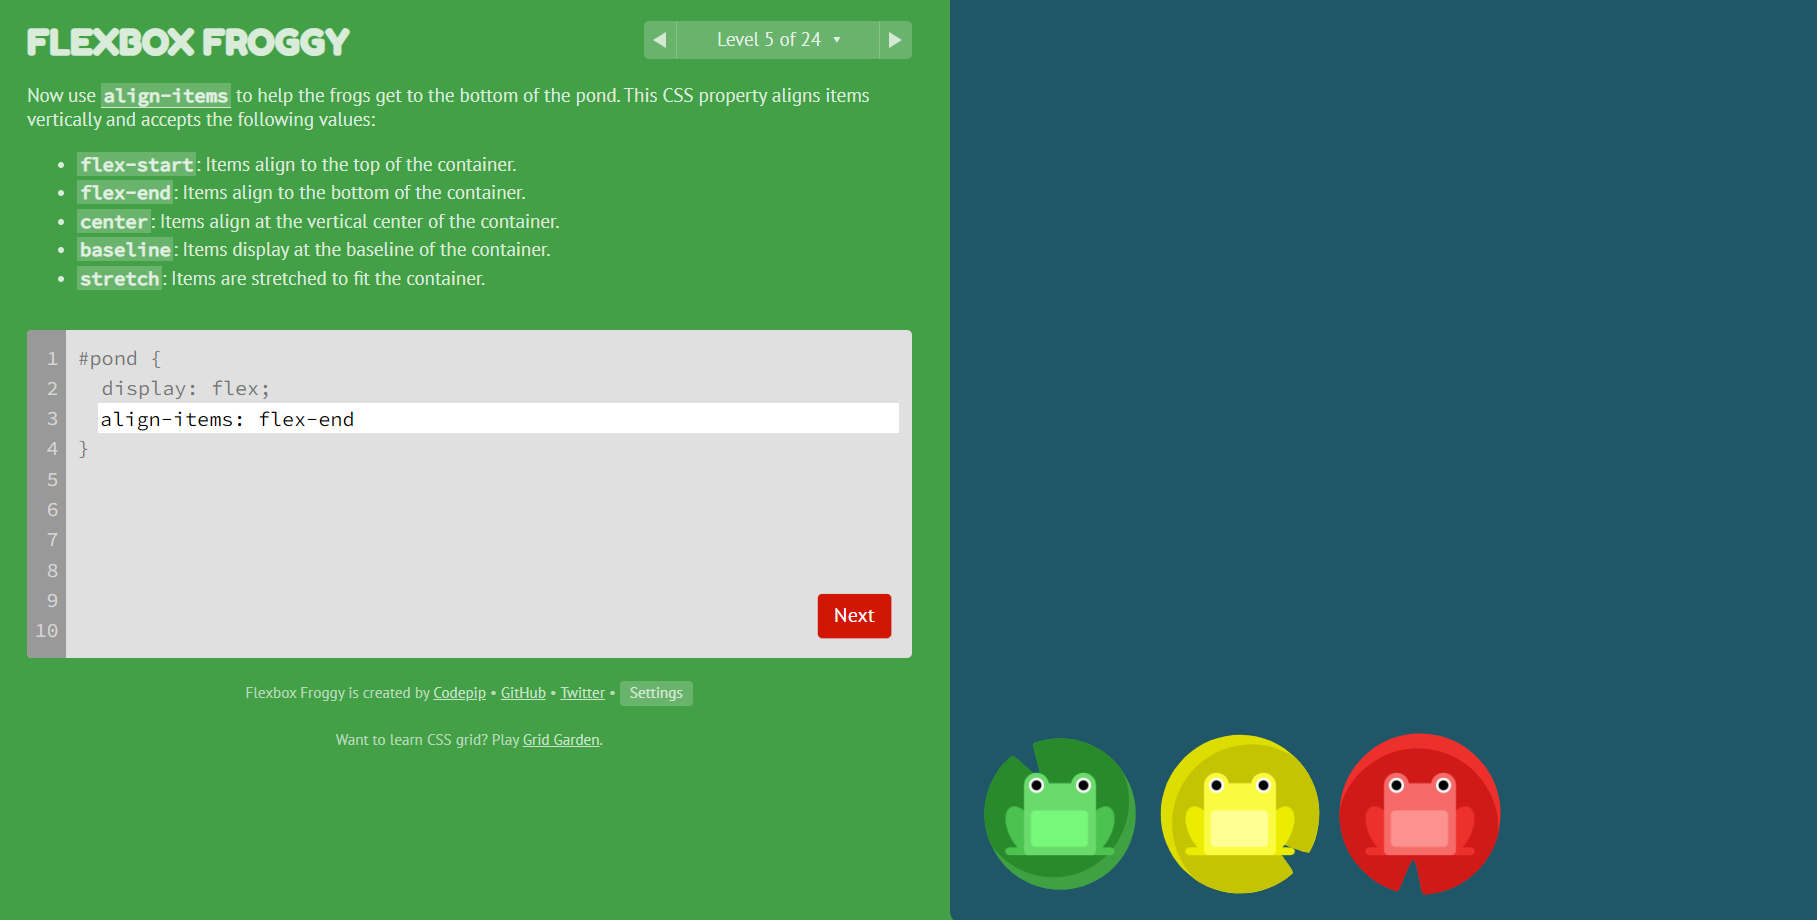 FLEXBOX FROGGY
◀ Level 5 of 24 ▼ ▶
Now use align-items to help the frogs get to the bottom of the pond. This CSS property aligns items
vertically and accepts the following values:
• flex-start: Items align to the top of the container.
• flex-end: Items align to the bottom of the container.
• center: Items align at the vertical center of the container.
• baseline: Items display at the baseline of the container.
• stretch: Items are stretched to fit the container.
1 #pond {
2 display: flex;
3 align-items: flex-end
4 }
5
6
7
8
9
10
Next
Flexbox Froggy is created by Codepip • GitHub • Twitter • Settings
Want to learn CSS grid? Play Grid Garden.